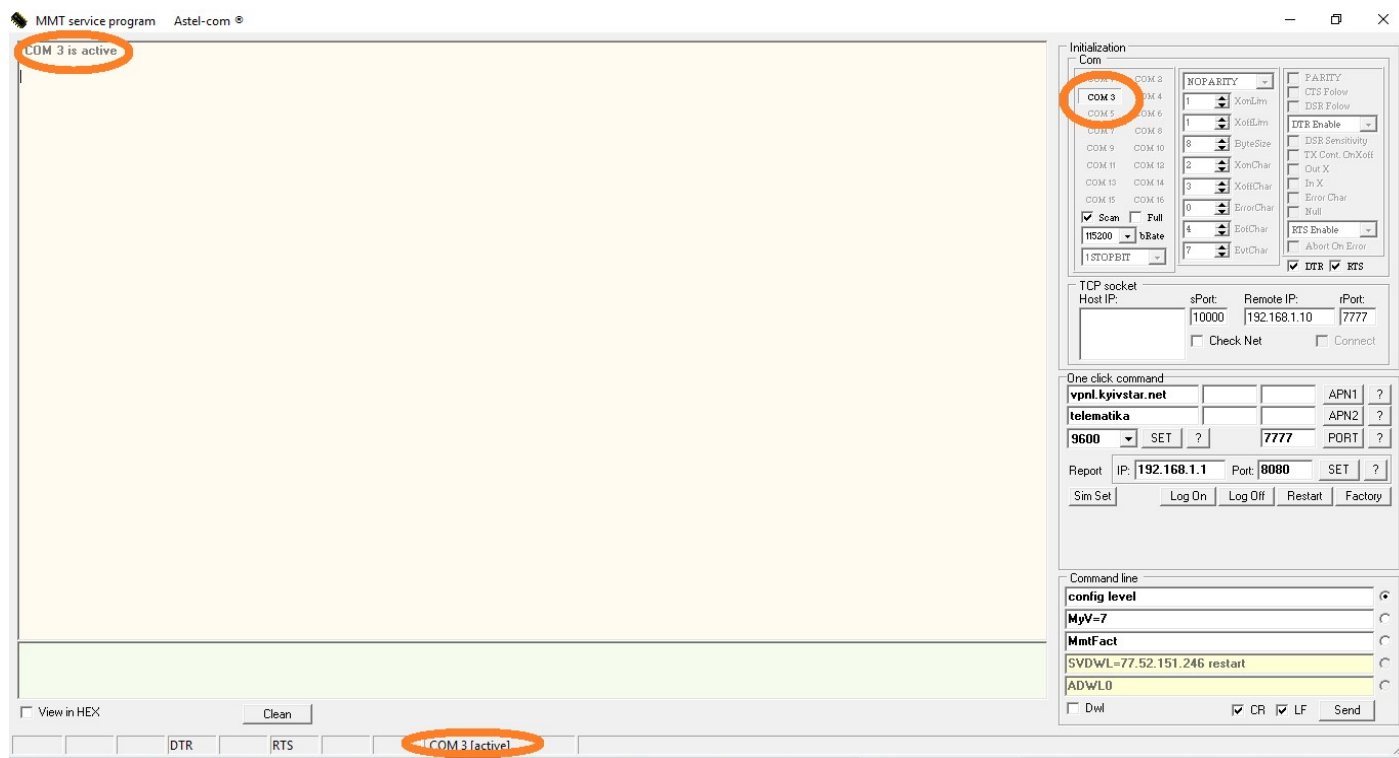 MMT service program Astel-com ®
COM 3 is active
Initialization
Com
COM 2
COM 3 COM 4
COM 5 COM 6
COM 7 COM 8
COM 9 COM 10
COM 11 COM 12
COM 13 COM 14
COM 15 COM 16
Scan Full
115200 bRate
1STOPBIT
NOPARITY
1 XonLim
1 XoffLim
8 ByteSize
2 XonChar
3 XoffChar
0 ErrorChar
4 EofChar
7 EvtChar
PARITY
CTS Folow
DSR Folow
DTR Enable
DSR Sensitivity
TX Cont. OnXoff
Out X
In X
Error Char
Null
RTS Enable
Abort On Error
DTR RTS
TCP socket
Host IP: sPort: Remote IP: rPort:
10000 192.168.1.10 7777
Check Net Connect
One click command
vpnl.kyivstar.net APN1 ?
telematika APN2 ?
9600 SET ? 7777 PORT ?
Report IP: 192.168.1.1 Port: 8080 SET ?
Sim Set Log On Log Off Restart Factory
Command line
config level
MyV=7
MmtFact
SVDWL=77.52.151.246 restart
ADWL0
Dwl CR LF Send
View in HEX Clean
DTR RTS COM 3 [active]